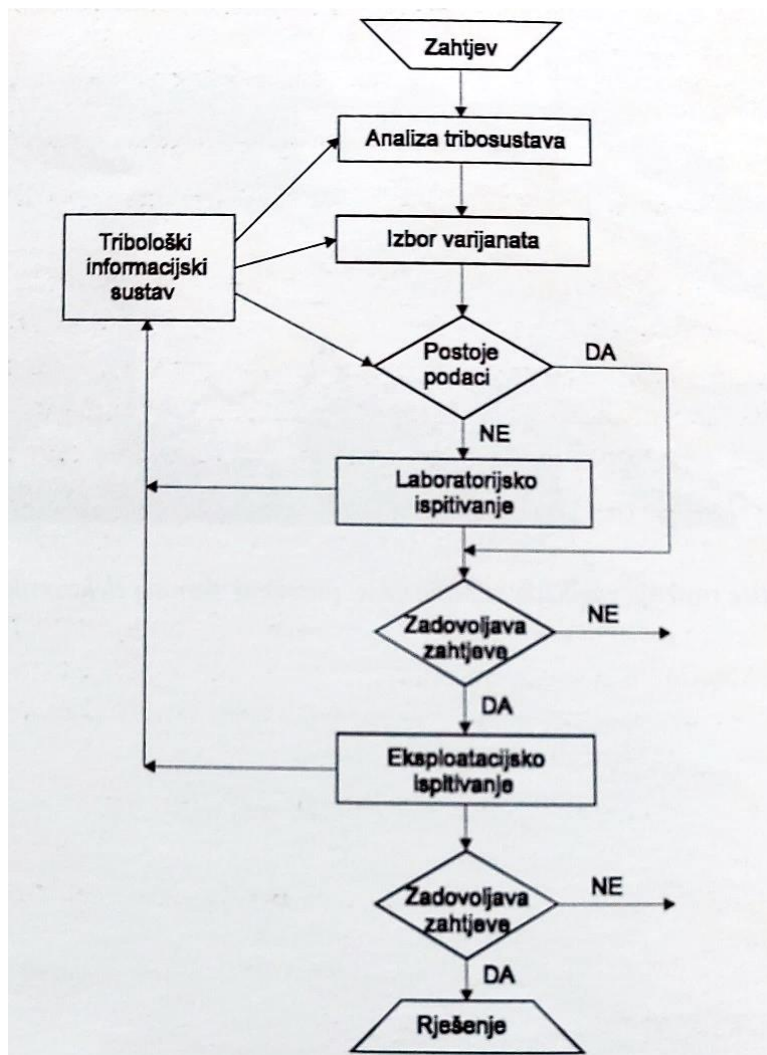 Zahtjev
Analiza tribosustava
Izbor varijanata
Tribološki
informacijski
sustav
Postoje
podaci
DA
NE
Laboratorijsko
ispitivanje
Zadovoljava
zahtjeve
NE
DA
Eksploatacijsko
ispitivanje
Zadovoljava
zahtjeve
NE
DA
Rješenje